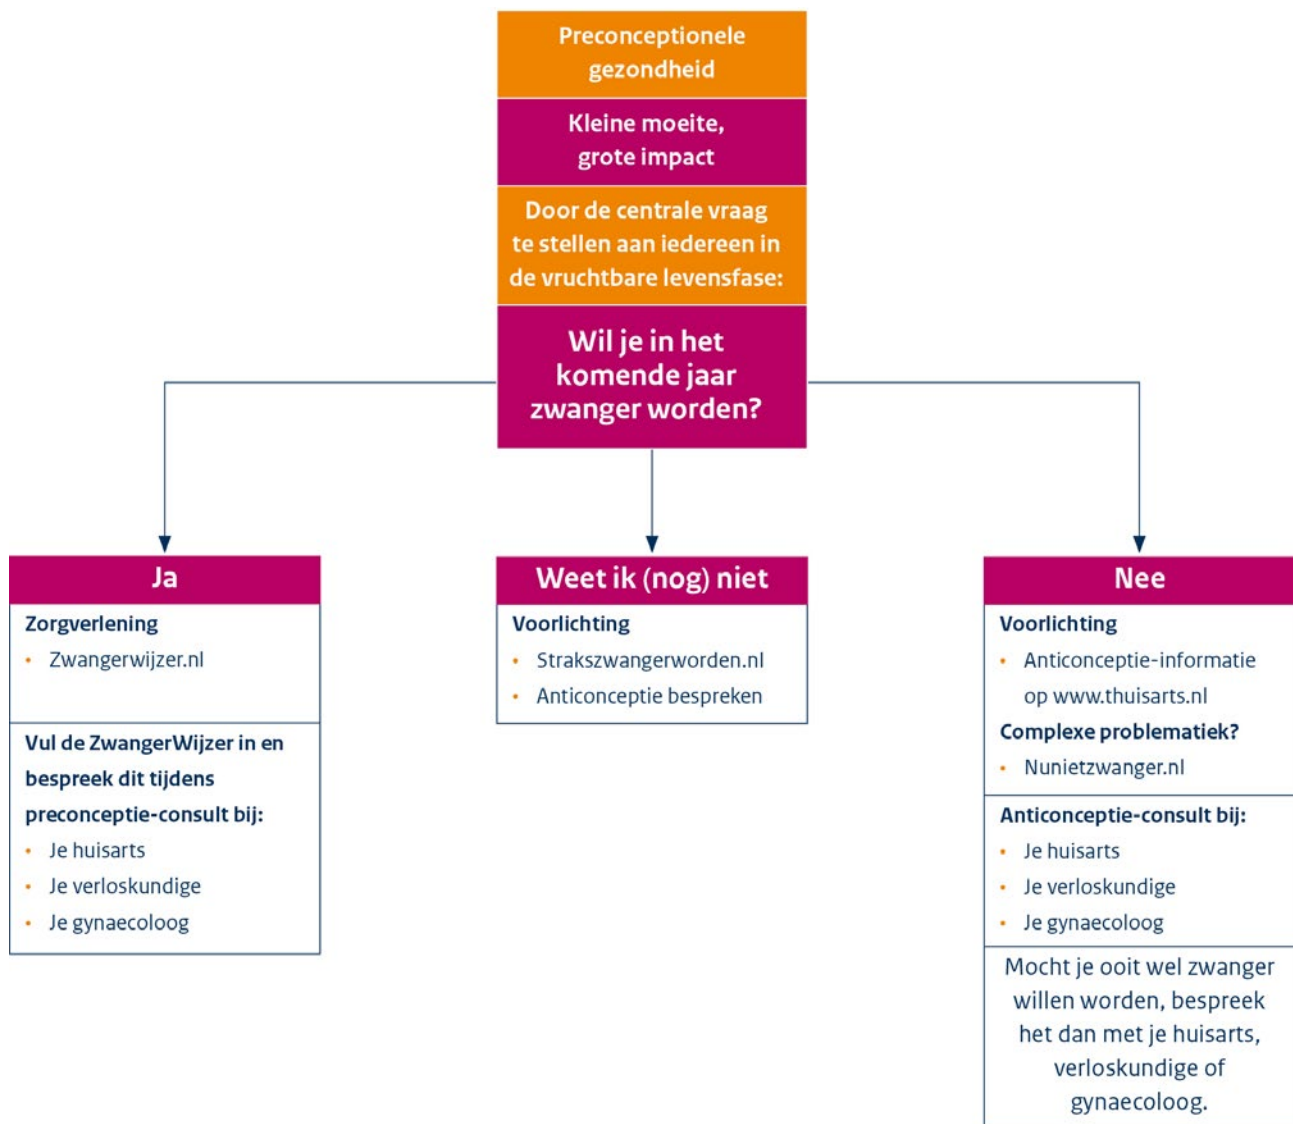 Preconceptionele
gezondheid
Kleine moeite,
grote impact
Door de centrale vraag
te stellen aan iedereen in
de vruchtbare levensfase:
Wil je in het
komende jaar
zwanger worden?
Ja
Zorgverlening
• Zwangerwijzer.nl
Vul de ZwangerWijzer in en
bespreek dit tijdens
preconceptie-consult bij:
• Je huisarts
• Je verloskundige
• Je gynaecoloog
Weet ik (nog) niet
Voorlichting
• Strakszwangerworden.nl
• Anticonceptie bespreken
Nee
Voorlichting
• Anticonceptie-informatie
op www.thuisarts.nl
Complexe problematiek?
• Nunietzwanger.nl
Anticonceptie-consult bij:
• Je huisarts
• Je verloskundige
• Je gynaecoloog
Mocht je ooit wel zwanger
willen worden, bespreek
het dan met je huisarts,
verloskundige of
gynaecoloog.